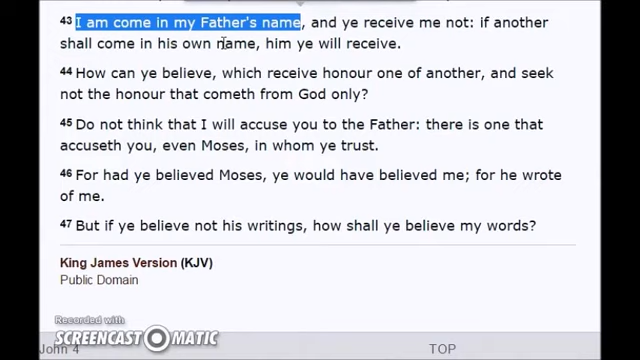 43 I am come in my Father's name, and ye receive me not: if another
shall come in his own name, him ye will receive.
44 How can ye believe, which receive honour one of another, and seek
not the honour that cometh from God only?
45 Do not think that I will accuse you to the Father: there is one that
accuseth you, even Moses, in whom ye trust.
46 For had ye believed Moses, ye would have believed me; for he wrote
of me.
47 But if ye believe not his writings, how shall ye believe my words?
King James Version (KJV)
Public Domain
Recorded with
SCREENCAST O MATIC
John 4 TOP